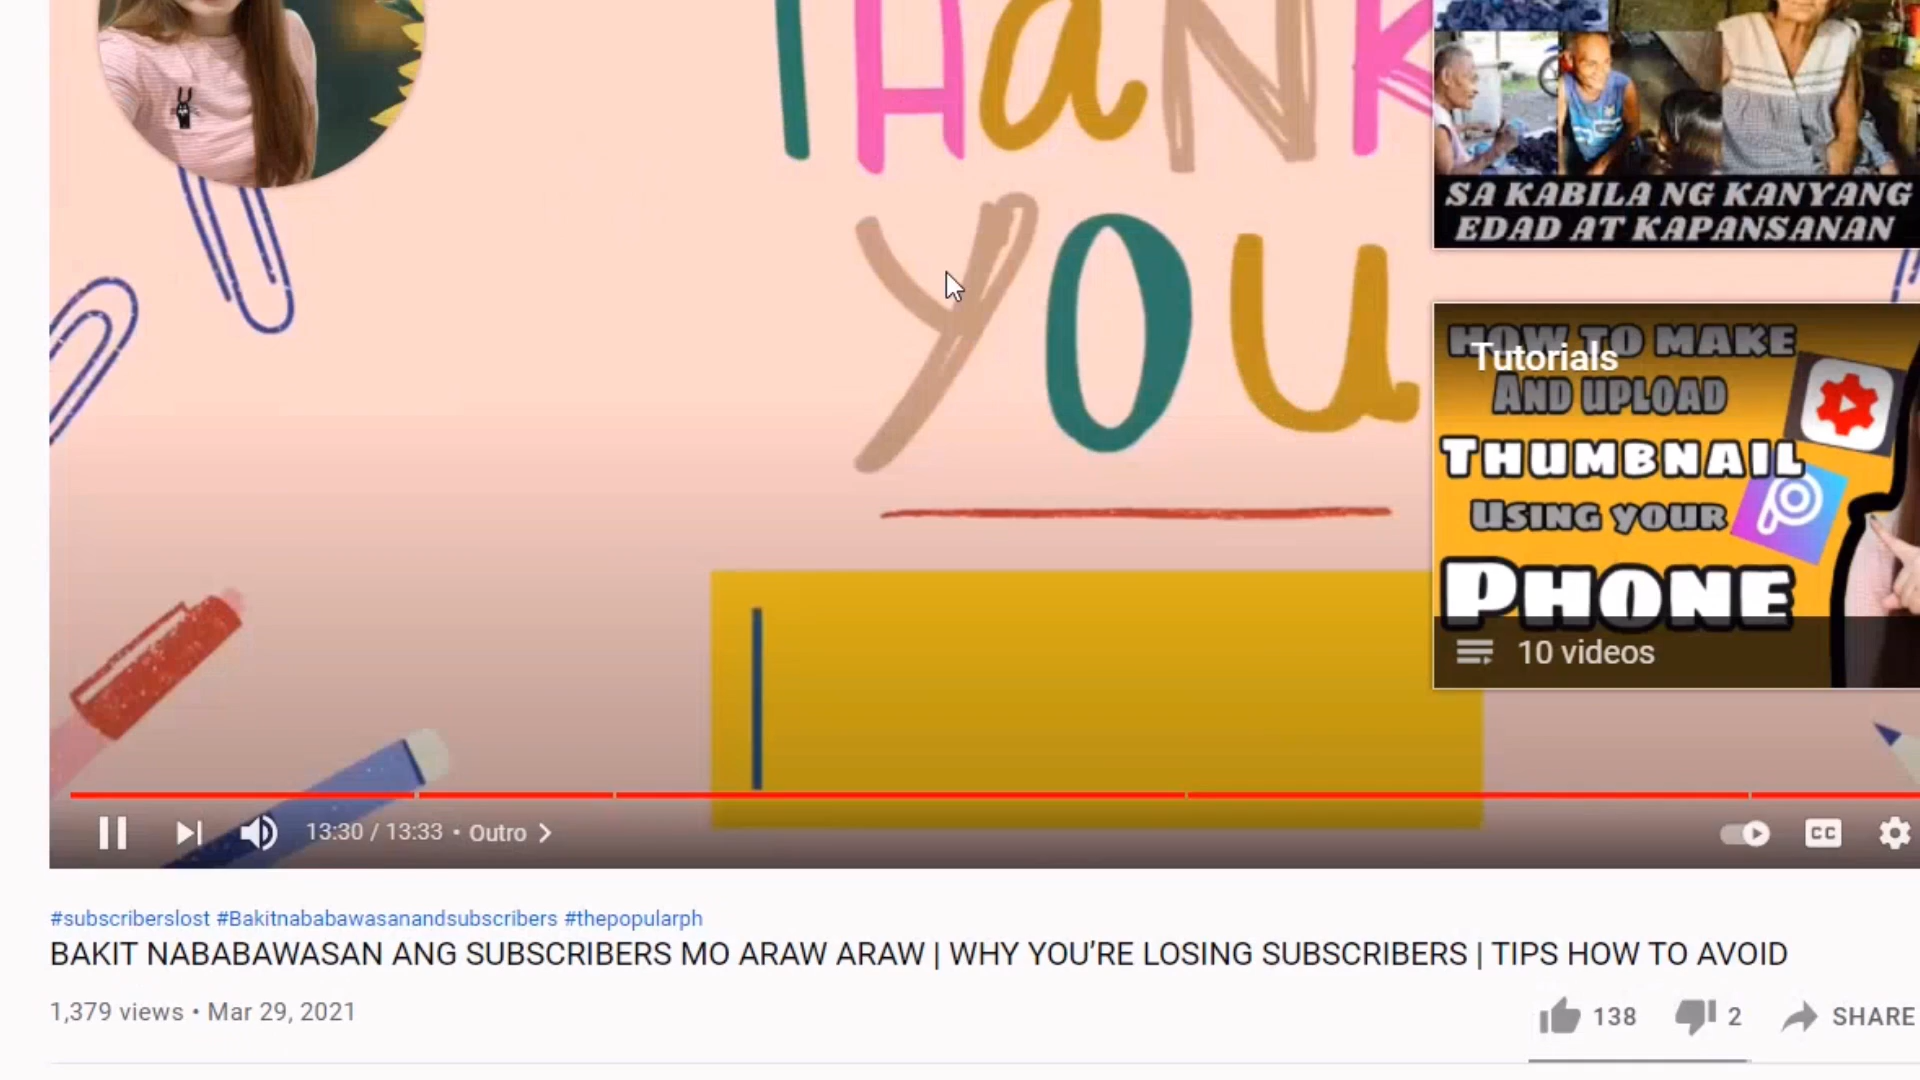 THANK
YOU
SA KABILA NG KANYANG
EDAD AT KAPANSANAN
HOW TO MAKE
Tutorials
AND UPLOAD
THUMBNAIL
USING YOUR
PHONE
10 videos
13:30 / 13:33 • Outro
CC
#subscriberslost #Bakitnababawasanandsubscribers #thepopularph
BAKIT NABABAWASAN ANG SUBSCRIBERS MO ARAW ARAW | WHY YOU’RE LOSING SUBSCRIBERS | TIPS HOW TO AVOID
1,379 views • Mar 29, 2021
138
2
SHARE